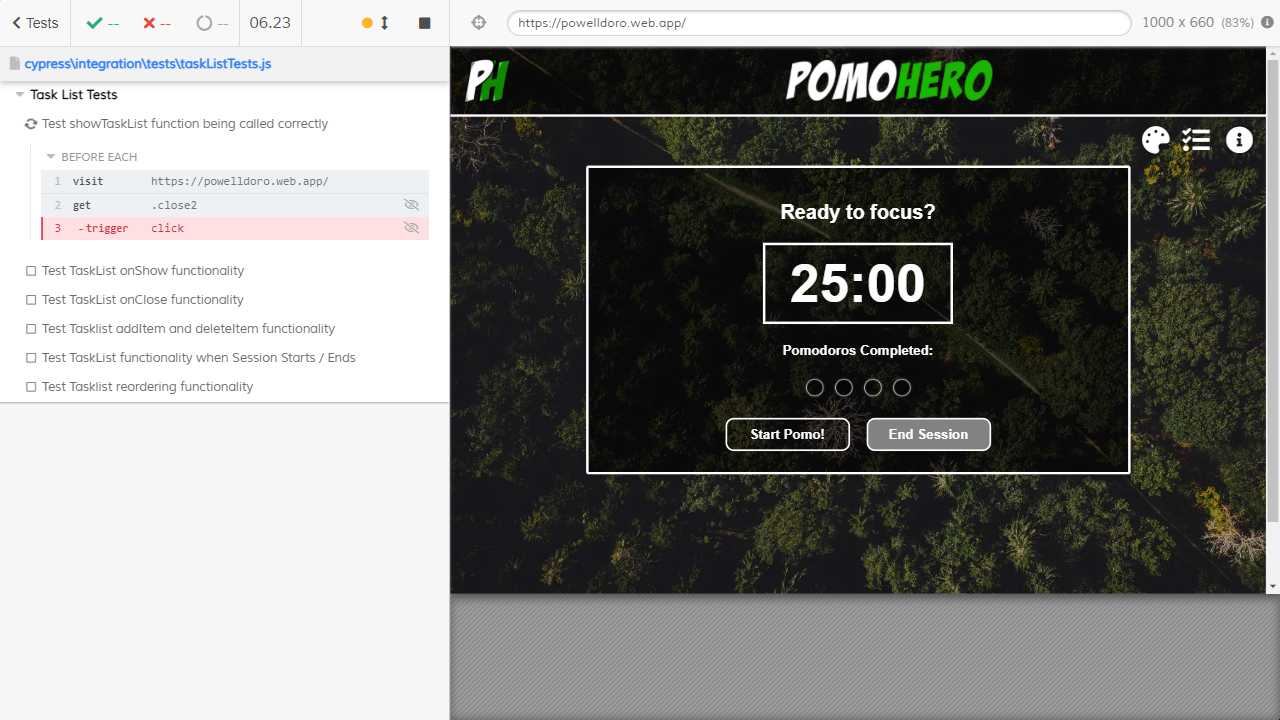 Tests
--
--
--
06.23
https://powelldoro.web.app/
1000 x 660 (83%)
cypress\integration\tests\taskListTests.js
Task List Tests
Test showTaskList function being called correctly
BEFORE EACH
1 visit https://powelldoro.web.app/
2 get .close2
3 -trigger click
Test TaskList onShow functionality
Test TaskList onClose functionality
Test Tasklist addItem and deleteItem functionality
Test TaskList functionality when Session Starts / Ends
Test Tasklist reordering functionality
PH
POMOHERO
Ready to focus?
25:00
Pomodoros Completed:
Start Pomo!
End Session